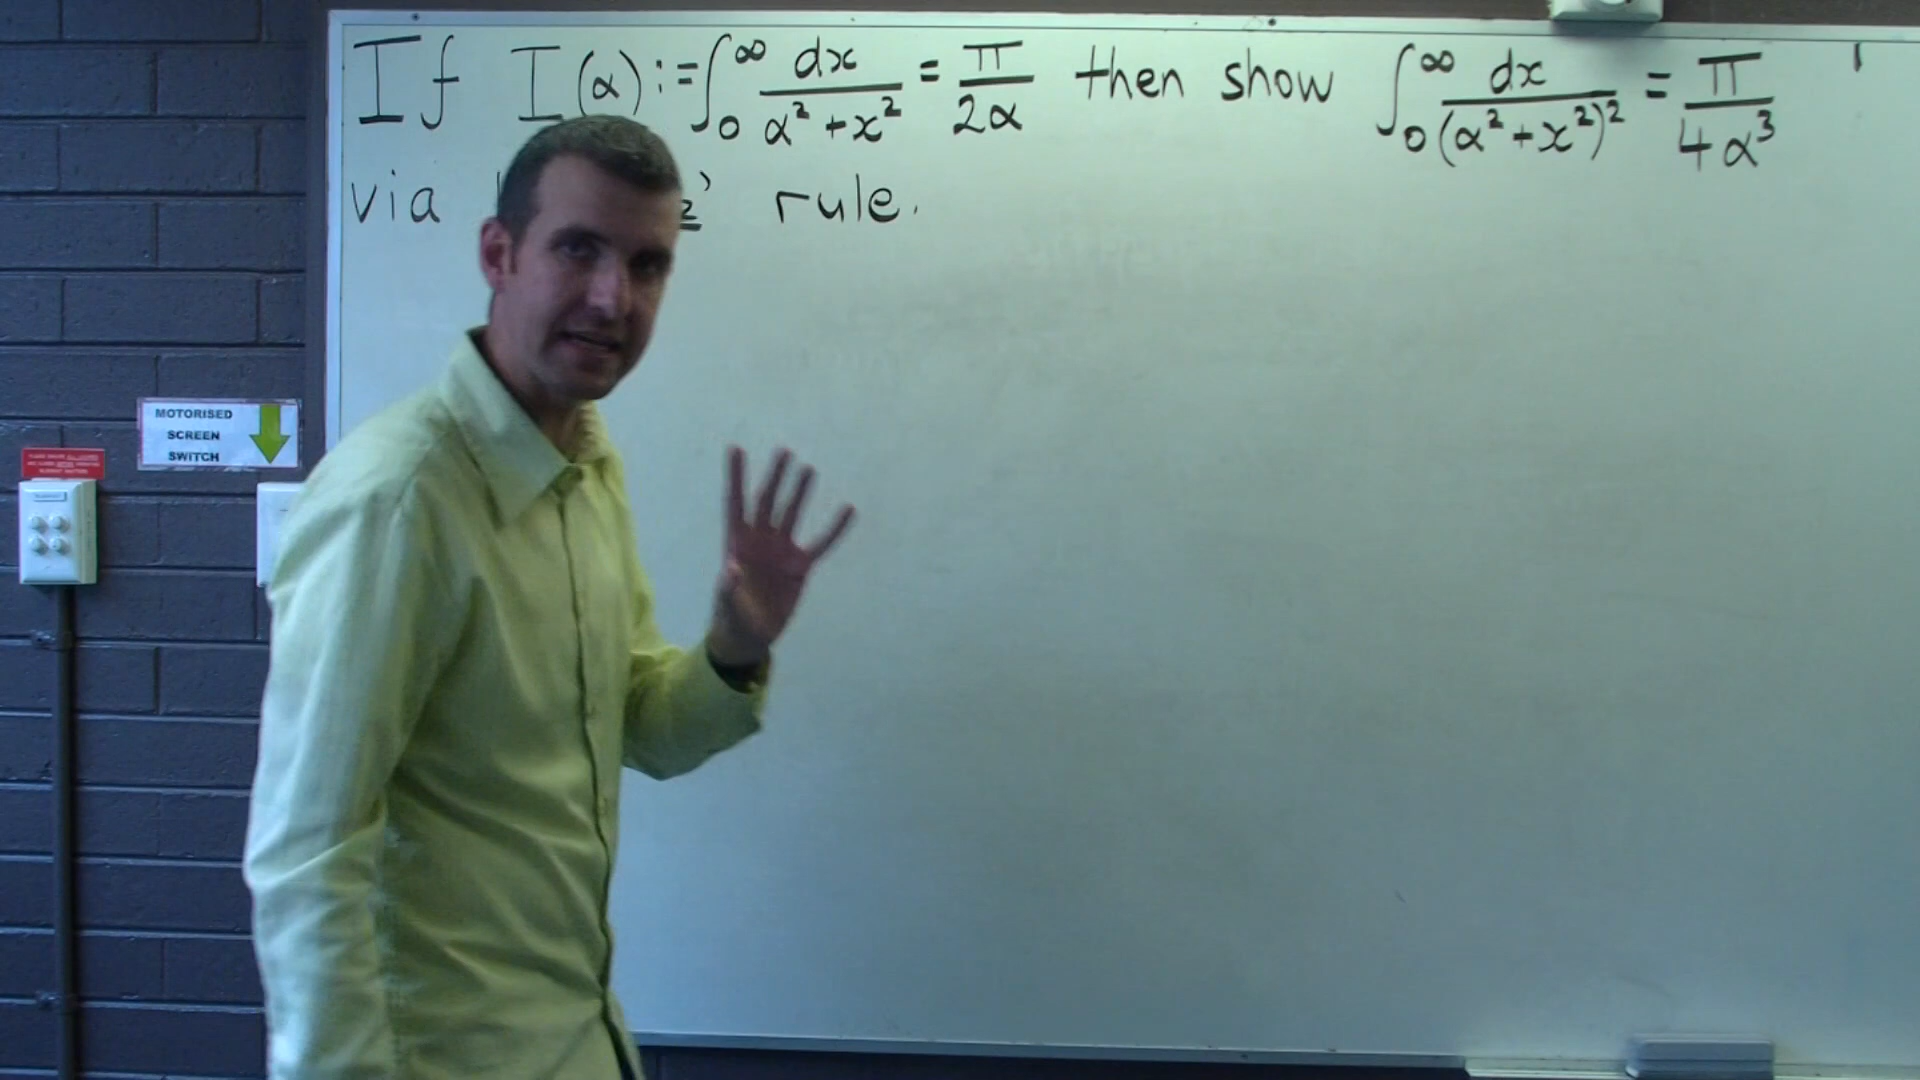 If I(α) := ∫₀^∞ dx/(α²+x²) = π/2α then show ∫₀^∞ dx/(α²+x²)² = π/4α³
via rule.
MOTORISED
SCREEN
SWITCH